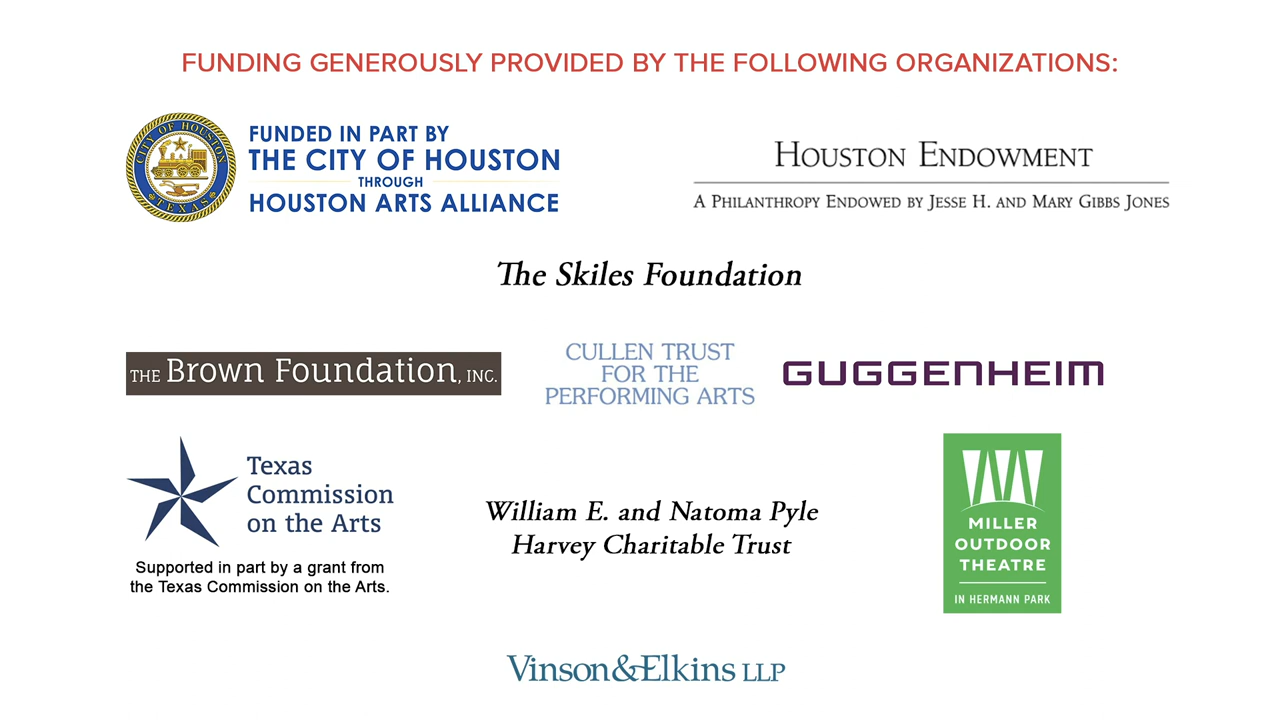 FUNDING GENEROUSLY PROVIDED BY THE FOLLOWING ORGANIZATIONS:
CITY OF HOUSTON
TEXAS
FUNDED IN PART BY
THE CITY OF HOUSTON
THROUGH
HOUSTON ARTS ALLIANCE
HOUSTON ENDOWMENT
A PHILANTHROPY ENDOWED BY JESSE H. AND MARY GIBBS JONES
The Skiles Foundation
THE Brown Foundation, INC.
CULLEN TRUST
FOR THE
PERFORMING ARTS
GUGGENHEIM
Texas
Commission
on the Arts
Supported in part by a grant from
the Texas Commission on the Arts.
William E. and Natoma Pyle
Harvey Charitable Trust
MILLER
OUTDOOR
THEATRE
IN HERMANN PARK
Vinson&Elkins LLP